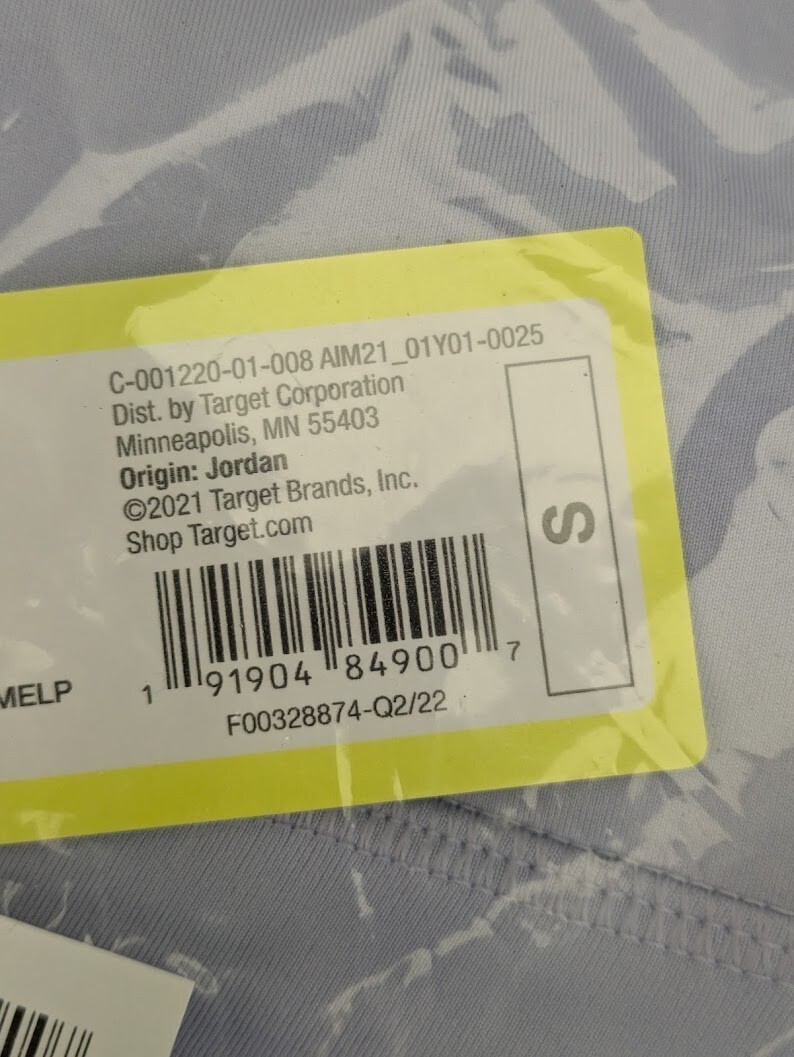 C-001220-01-008 AIM21_01Y01-0025
Dist. by Target Corporation
Minneapolis, MN 55403
Origin: Jordan
©2021 Target Brands, Inc.
Shop Target.com
S
MELP
1 91904 84900 7
F00328874-Q2/22